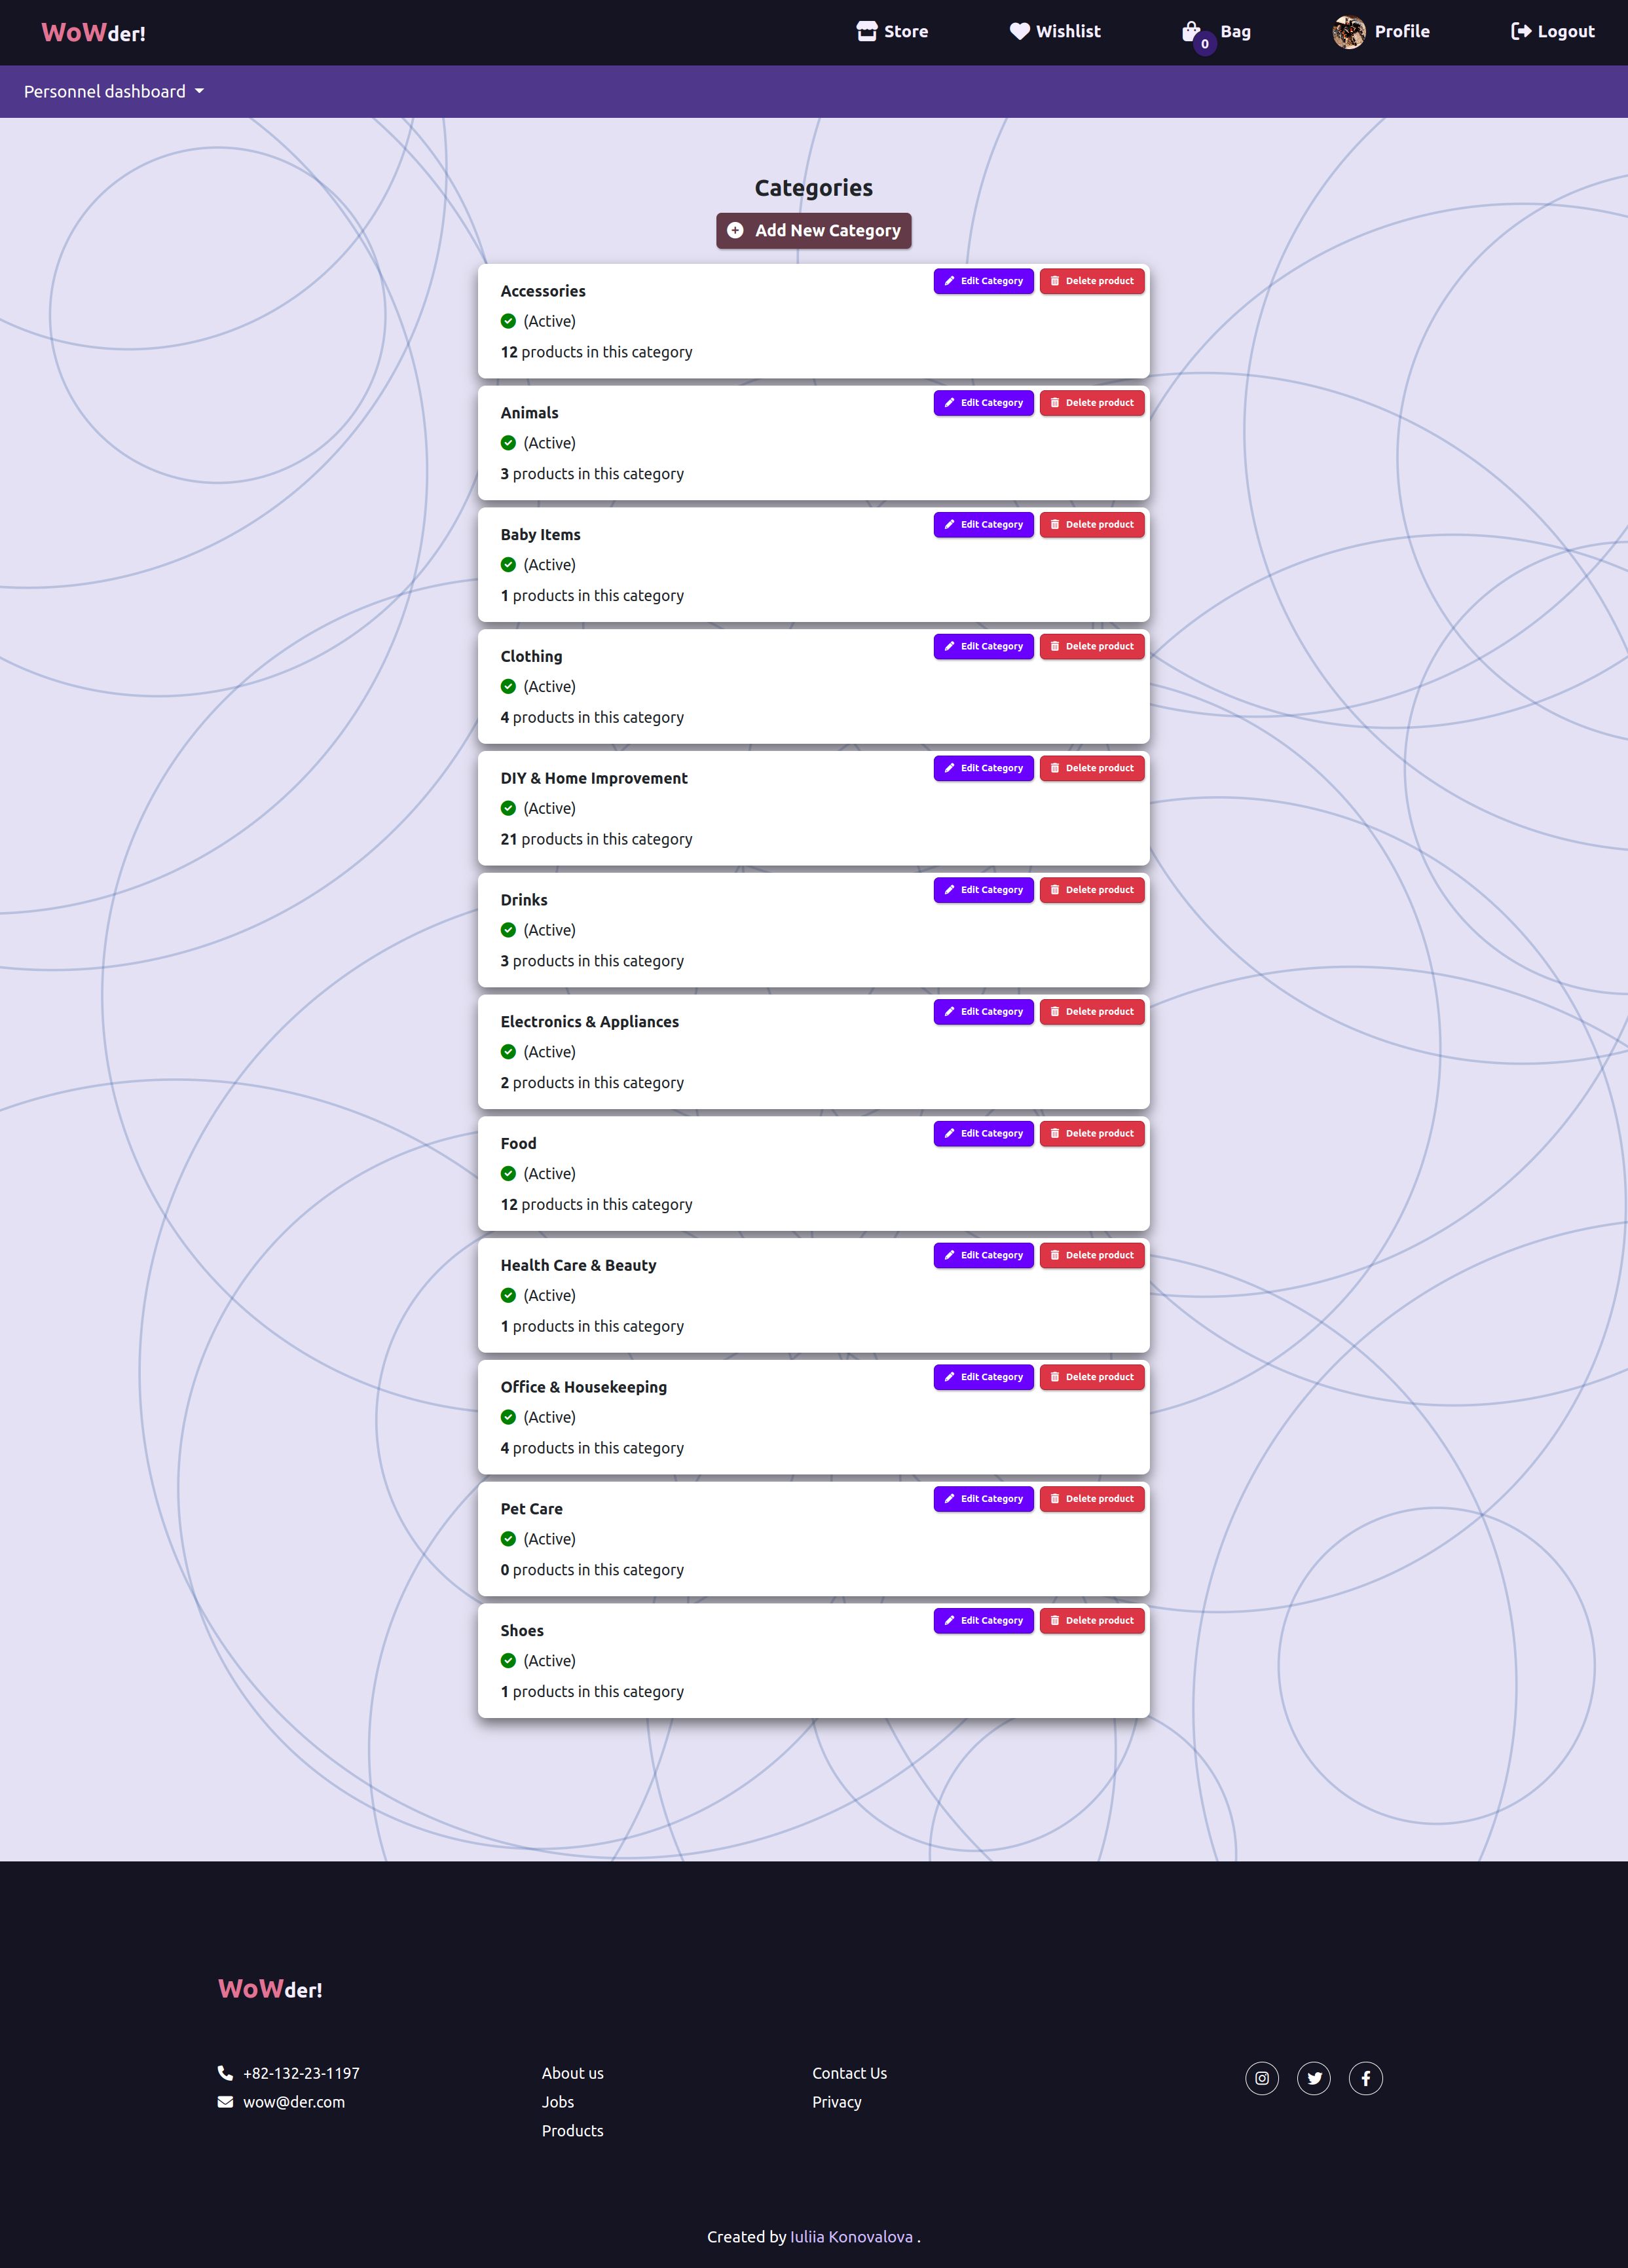 WoWder!
Store
Wishlist
0
Bag
Profile
Logout
Personnel dashboard
Categories
Add New Category
Accessories
Edit Category
Delete product
(Active)
12 products in this category
Animals
Edit Category
Delete product
(Active)
3 products in this category
Baby Items
Edit Category
Delete product
(Active)
1 products in this category
Clothing
Edit Category
Delete product
(Active)
4 products in this category
DIY & Home Improvement
Edit Category
Delete product
(Active)
21 products in this category
Drinks
Edit Category
Delete product
(Active)
3 products in this category
Electronics & Appliances
Edit Category
Delete product
(Active)
2 products in this category
Food
Edit Category
Delete product
(Active)
12 products in this category
Health Care & Beauty
Edit Category
Delete product
(Active)
1 products in this category
Office & Housekeeping
Edit Category
Delete product
(Active)
4 products in this category
Pet Care
Edit Category
Delete product
(Active)
0 products in this category
Shoes
Edit Category
Delete product
(Active)
1 products in this category
WoWder!
+82-132-23-1197
wow@der.com
About us
Jobs
Products
Contact Us
Privacy
Created by Iuliia Konovalova .